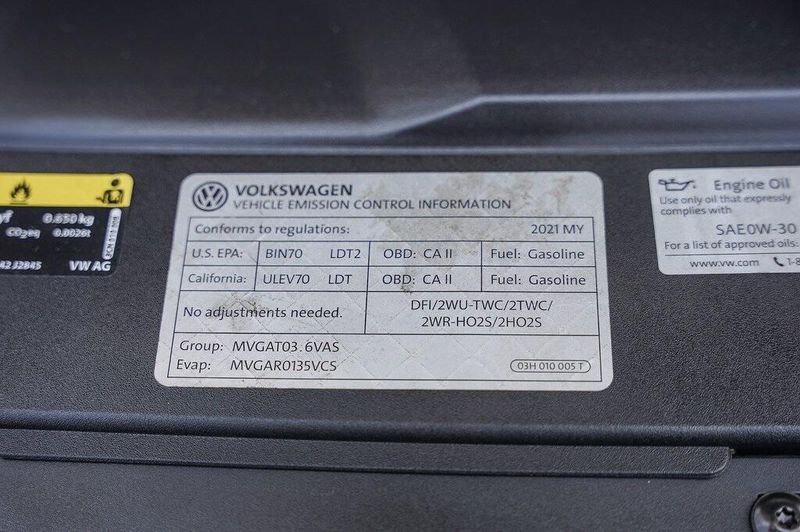 yf 0.650 kg
CO₂eq 0.0026t
VW AG
VOLKSWAGEN
VEHICLE EMISSION CONTROL INFORMATION
Conforms to regulations: 2021 MY
U.S. EPA: BIN70 LDT2 OBD: CA II Fuel: Gasoline
California: ULEV70 LDT OBD: CA II Fuel: Gasoline
No adjustments needed.
DFI/2WU-TWC/2TWC/
2WR-HO2S/2HO2S
Group: MVGAT03.6VAS
Evap: MVGAR0135VCS
03H 010 005 T
Engine Oil
Use only oil that expressly
complies with
SAE0W-30
For a list of approved oils:
www.vw.com 1-8